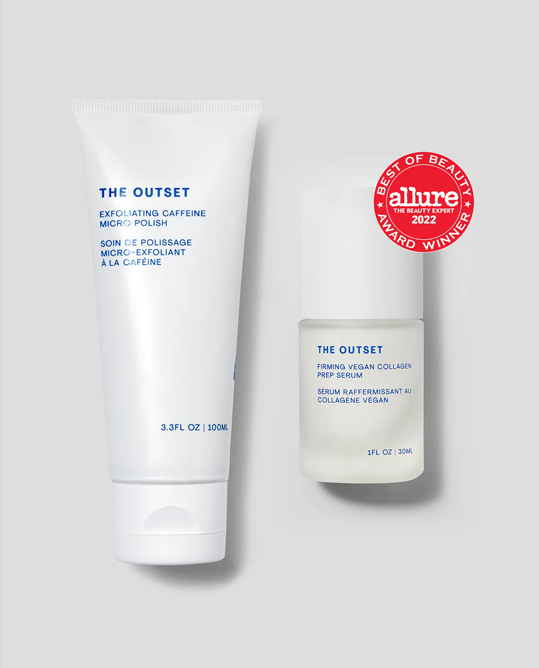 THE OUTSET
EXFOLIATING CAFFEINE
MICRO POLISH
SOIN DE POLISSAGE
MICRO-EXFOLIANT
À LA CAFÉINE
3.3FL OZ | 100ML
BEST OF BEAUTY
allure
THE BEAUTY EXPERT
2022
AWARD WINNER
THE OUTSET
FIRMING VEGAN COLLAGEN
PREP SERUM
SERUM RAFFERMISSANT AU
COLLAGÈNE VEGAN
1FL OZ | 30ML